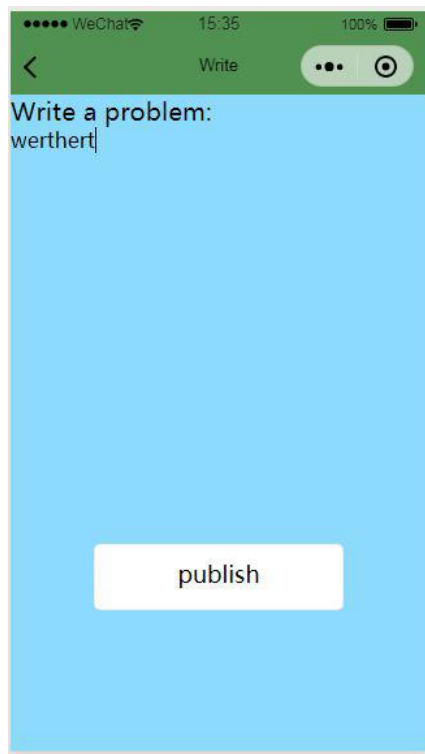 WeChat 15:35 100%
Write
Write a problem:
werthert
publish